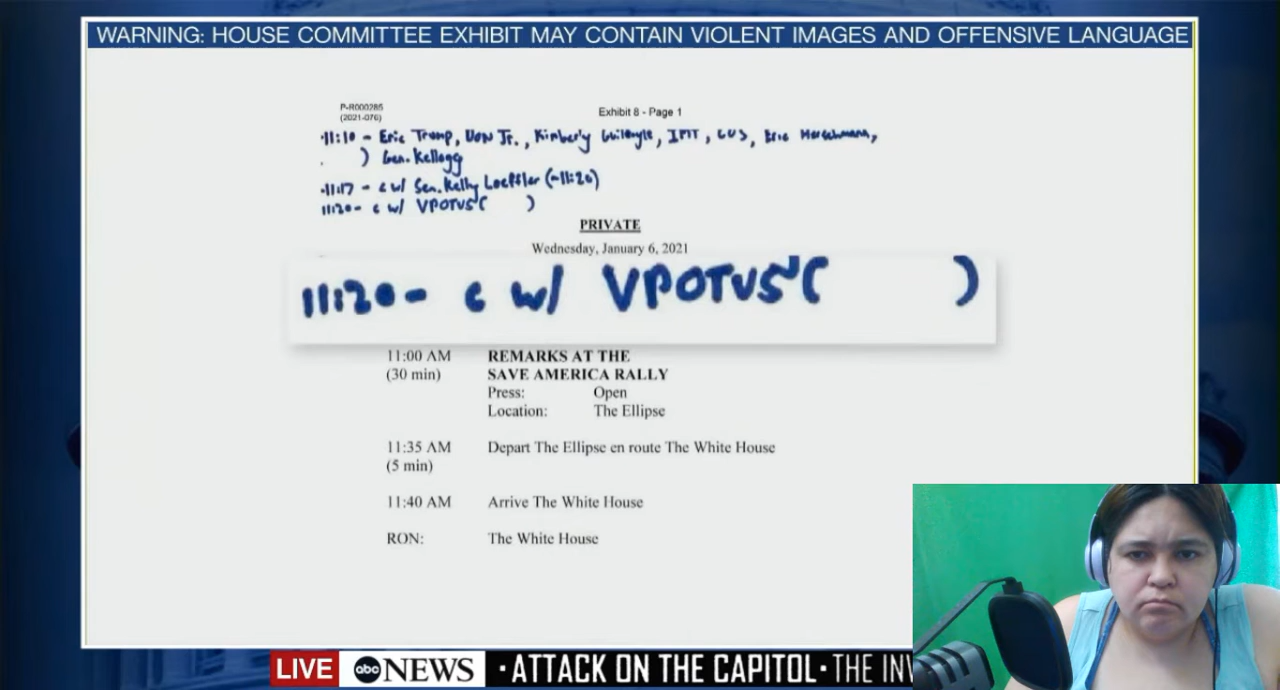 WARNING: HOUSE COMMITTEE EXHIBIT MAY CONTAIN VIOLENT IMAGES AND OFFENSIVE LANGUAGE
P-R000285
(2021-076)
Exhibit 8 - Page 1
·11:10 - Eric Trump, Don Jr., Kimberly Guilfoyle, IMT, COS, Eric Herschmann,
. ) Gen. Kellogg
·11:17 - c w/ Sen. Kelly Loeffler (~11:20)
11:20- c w/ VPOTUS ( )
PRIVATE
Wednesday, January 6, 2021
11:20- c w/ VPOTUS ( )
11:00 AM REMARKS AT THE
(30 min) SAVE AMERICA RALLY
Press: Open
Location: The Ellipse
11:35 AM Depart The Ellipse en route The White House
(5 min)
11:40 AM Arrive The White House
RON: The White House
LIVE abc NEWS · ATTACK ON THE CAPITOL · THE INV